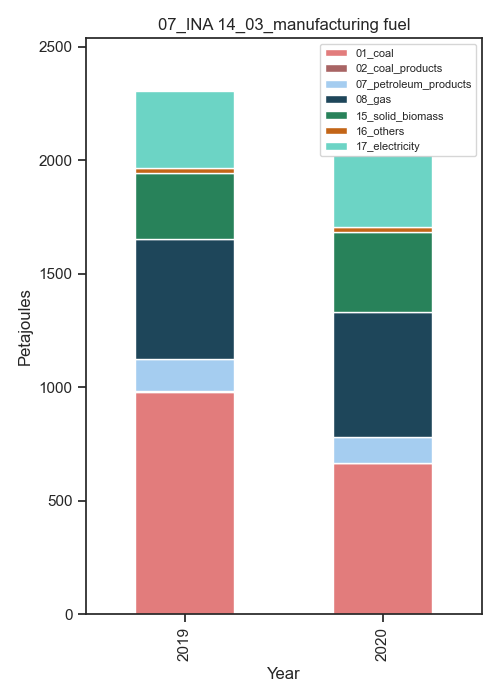 07_INA 14_03_manufacturing fuel
2500
2000
1500
1000
500
0
Petajoules
01_coal
02_coal_products
07_petroleum_products
08_gas
15_solid_biomass
16_others
17_electricity
2019
2020
Year